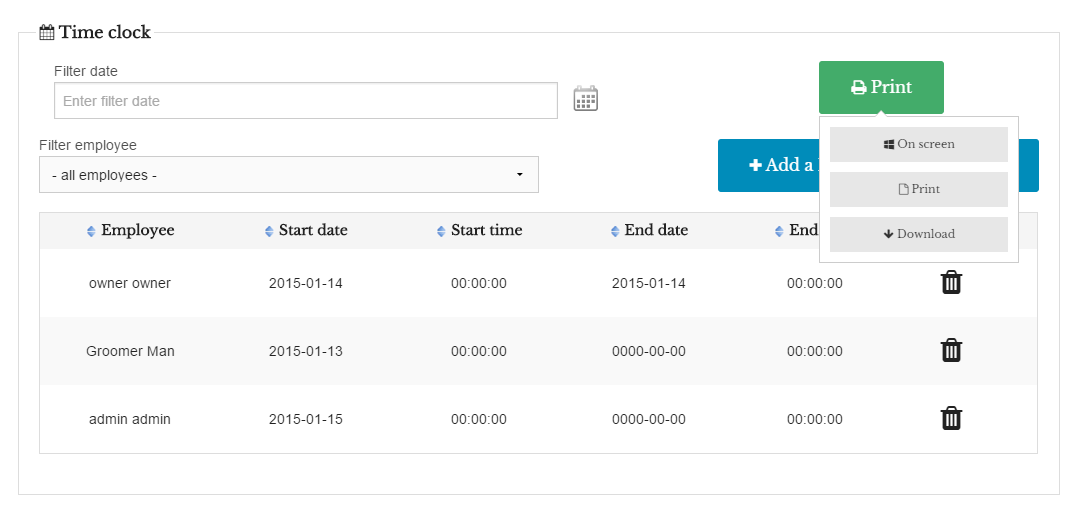 Time clock
Filter date
Enter filter date
Print
Filter employee
- all employees -
Add a
On screen
Print
Download
Employee Start date Start time End date End
owner owner 2015-01-14 00:00:00 2015-01-14 00:00:00
Groomer Man 2015-01-13 00:00:00 0000-00-00 00:00:00
admin admin 2015-01-15 00:00:00 0000-00-00 00:00:00